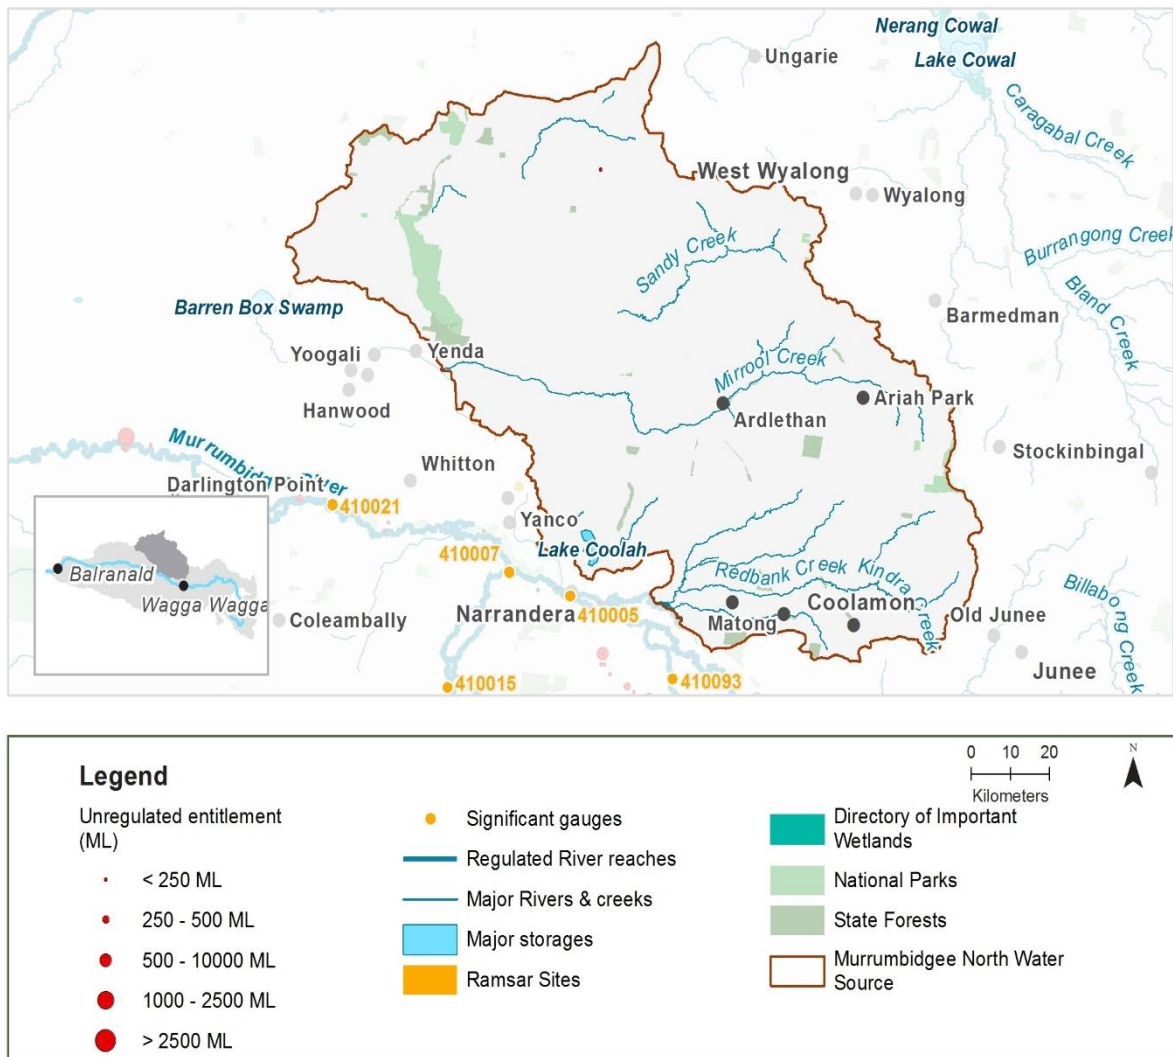 Nerang Cowal
Lake Cowal
Ungarie
Caragabal Creek
West Wyalong
Wyalong
Sandy Creek
Burrangong Creek
Bland Creek
Barren Box Swamp
Barmedman
Yoogali
Yenda
Mirrool Creek
Hanwood
Ariah Park
Ardlethan
Stockinbingal
Murrumbidgee River
Whitton
Darlington Point
410021
Yanco
Lake Coolah
410007
Redbank Creek
Kindra Creek
Billabong Creek
Balranald
Wagga Wagga
Narrandera
410005
Matong
Coolamon
Old Junee
Coleambally
Junee
410015
410093
Legend
Unregulated entitlement
(ML)
< 250 ML
250 - 500 ML
500 - 10000 ML
1000 - 2500 ML
> 2500 ML
Significant gauges
Regulated River reaches
Major Rivers & creeks
Major storages
Ramsar Sites
0 10 20
Kilometers
N
Directory of Important
Wetlands
National Parks
State Forests
Murrumbidgee North Water
Source